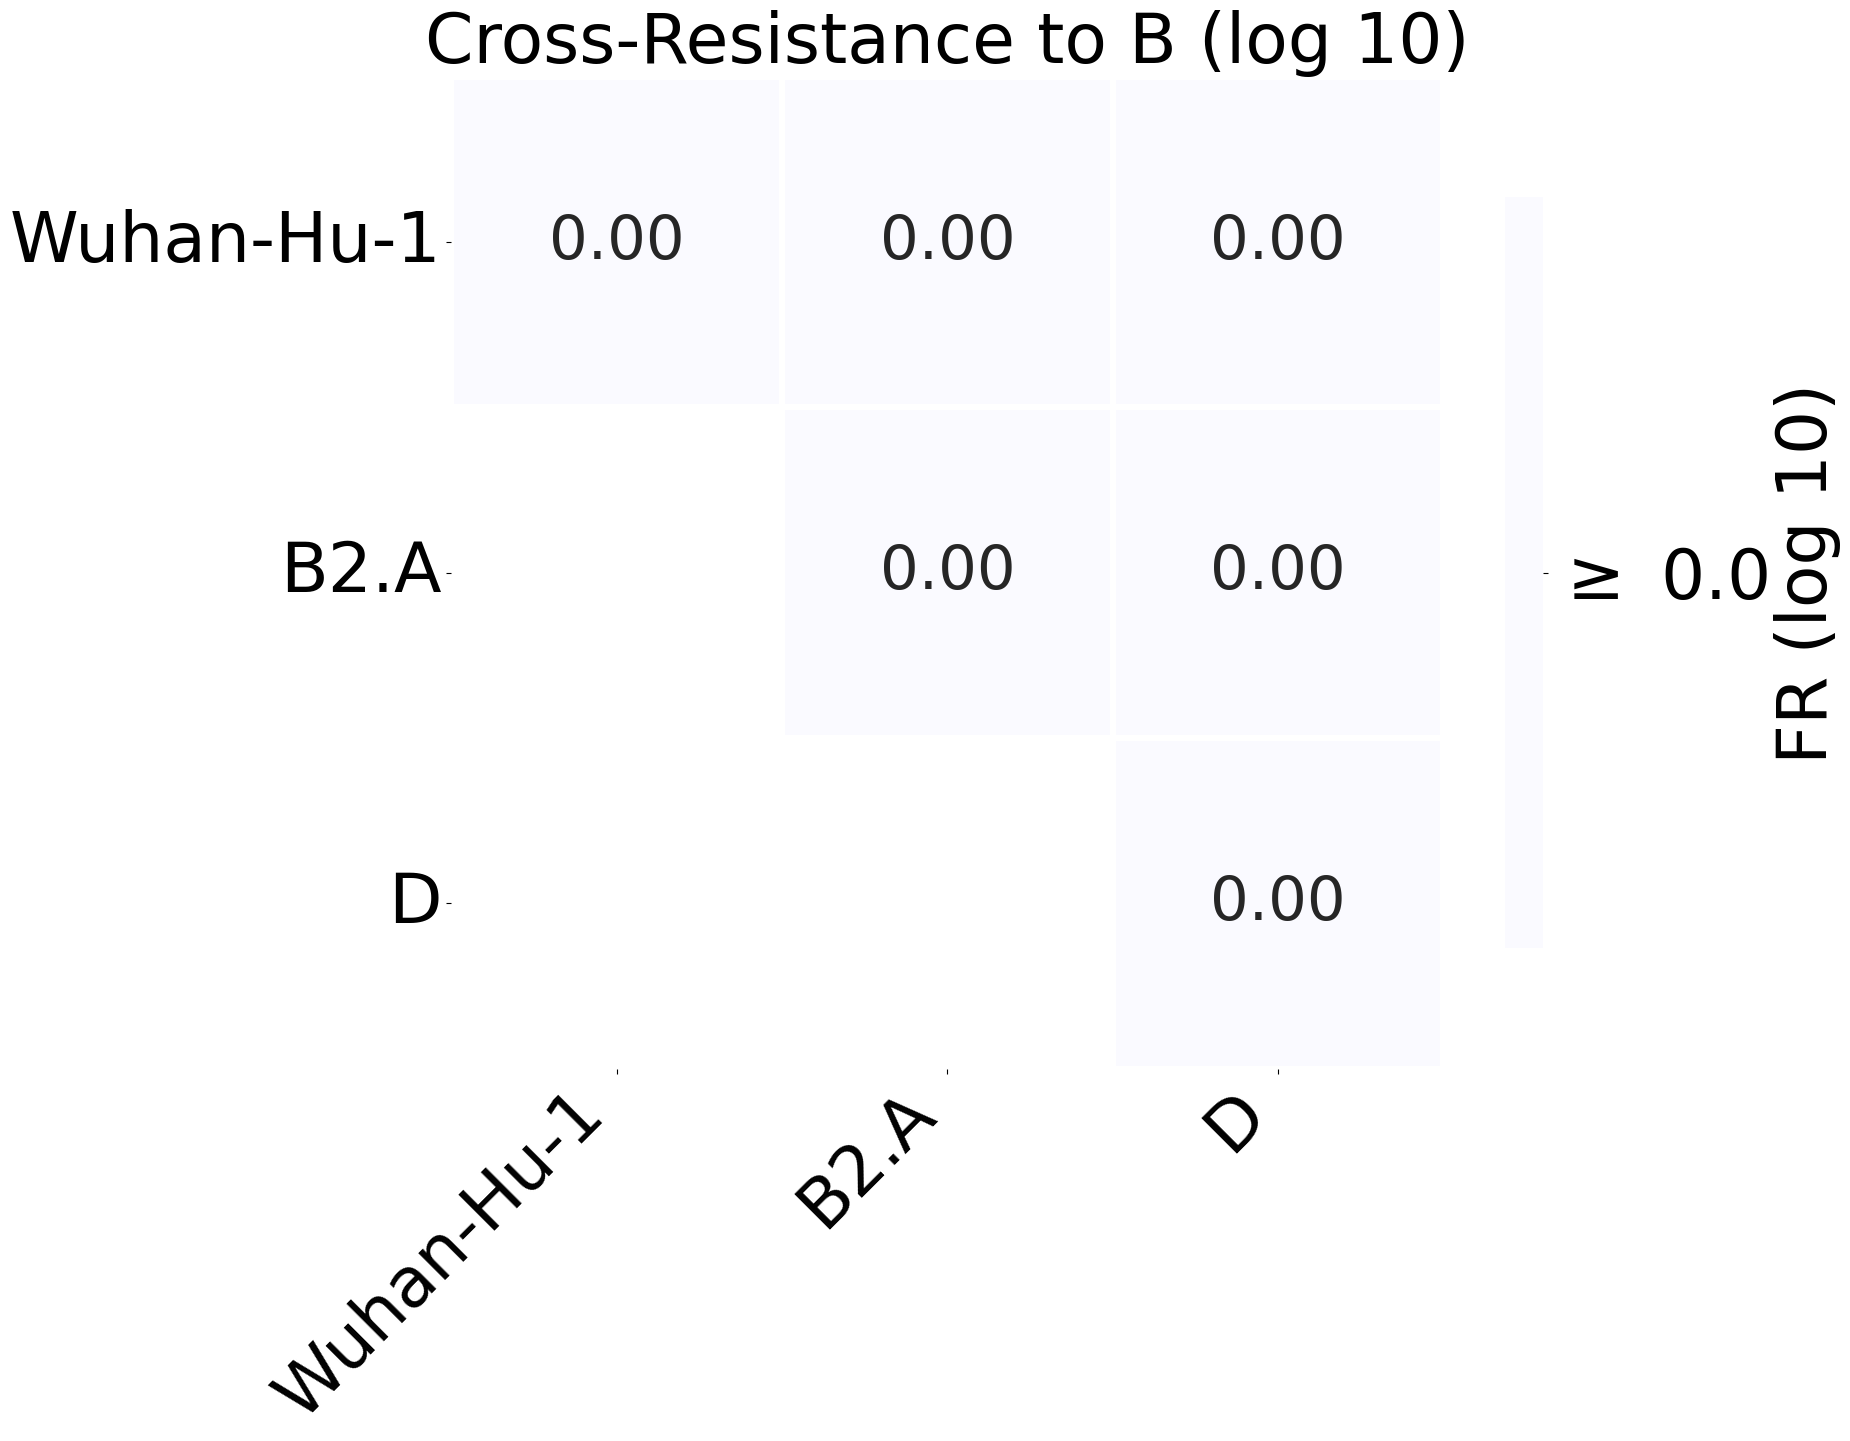 Cross-Resistance to B (log 10)
Wuhan-Hu-1
0.00 0.00 0.00
B2.A
0.00 0.00
D
0.00
≥ 0.0
FR (log 10)
Wuhan-Hu-1
B2.A
D